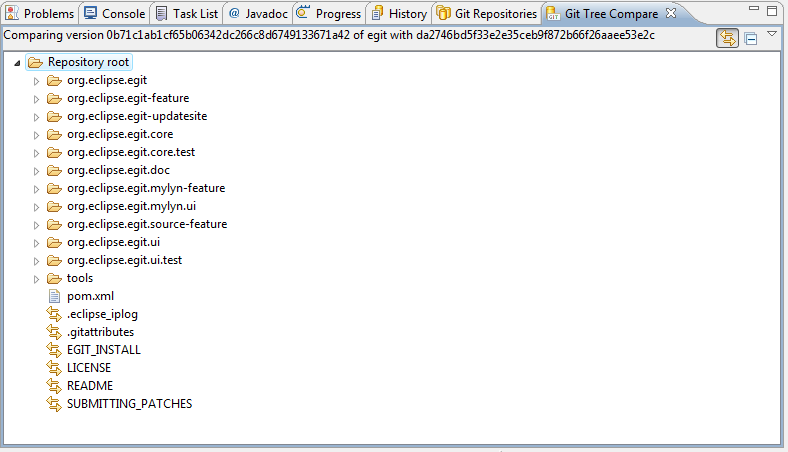 Problems Console Task List @ Javadoc Progress History Git Repositories Git Tree Compare
Comparing version 0b71c1ab1cf65b06342dc266c8d6749133671a42 of egit with da2746bd5f33e2e35ceb9f872b66f26aaee53e2c
Repository root
org.eclipse.egit
org.eclipse.egit-feature
org.eclipse.egit-updatesite
org.eclipse.egit.core
org.eclipse.egit.core.test
org.eclipse.egit.doc
org.eclipse.egit.mylyn-feature
org.eclipse.egit.mylyn.ui
org.eclipse.egit.source-feature
org.eclipse.egit.ui
org.eclipse.egit.ui.test
tools
pom.xml
.eclipse_iplog
.gitattributes
EGIT_INSTALL
LICENSE
README
SUBMITTING_PATCHES